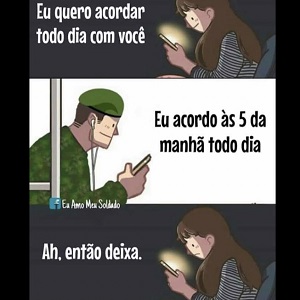 Eu quero acordar
todo dia com você
Eu acordo às 5 da
manhã todo dia
Eu Amo Meu Soldado
Ah, então deixa.